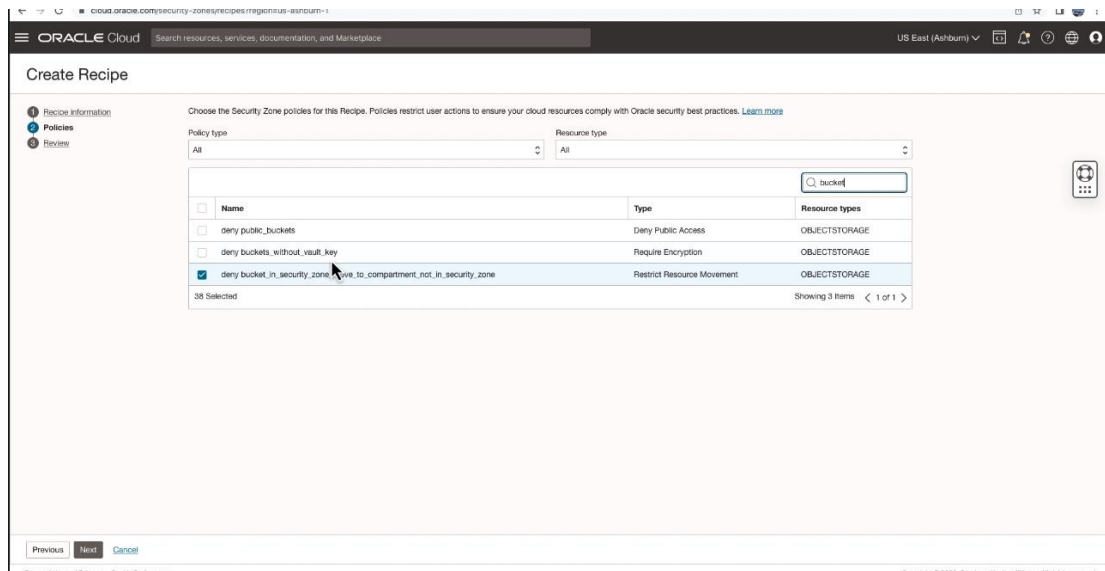 cloud.oracle.com/security-zones/recipes?region=us-ashburn-1
ORACLE Cloud Search resources, services, documentation, and Marketplace US East (Ashburn)
Create Recipe
1 Recipe information
2 Policies
3 Review
Choose the Security Zone policies for this Recipe. Policies restrict user actions to ensure your cloud resources comply with Oracle security best practices. Learn more
Policy type Resource type
All All
bucket
Name Type Resource types
deny public_buckets Deny Public Access OBJECTSTORAGE
deny buckets_without_vault_key Require Encryption OBJECTSTORAGE
deny bucket_in_security_zone_move_to_compartment_not_in_security_zone Restrict Resource Movement OBJECTSTORAGE
38 Selected Showing 3 Items < 1 of 1 >
Previous Next Cancel